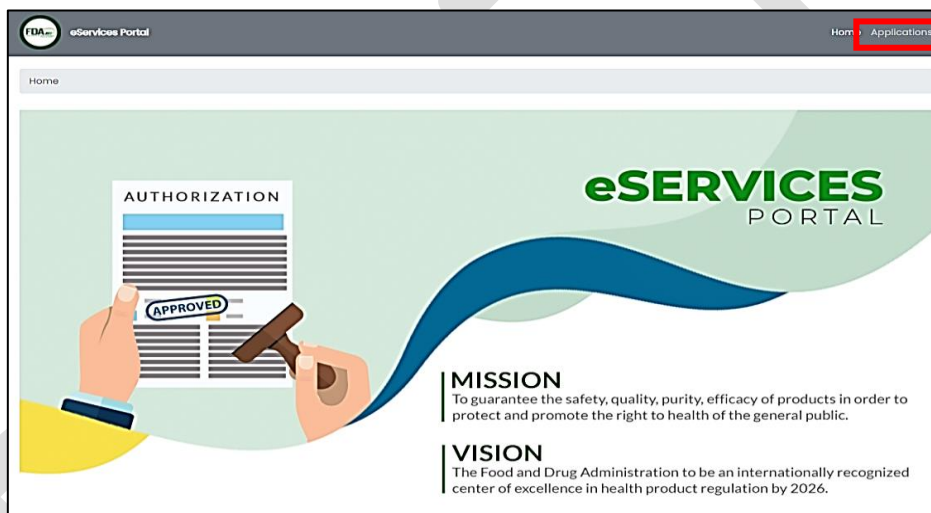 FDA
eServices Portal
Home
Applications
Home
AUTHORIZATION
APPROVED
eSERVICES
PORTAL
MISSION
To guarantee the safety, quality, purity, efficacy of products in order to
protect and promote the right to health of the general public.
VISION
The Food and Drug Administration to be an internationally recognized
center of excellence in health product regulation by 2026.